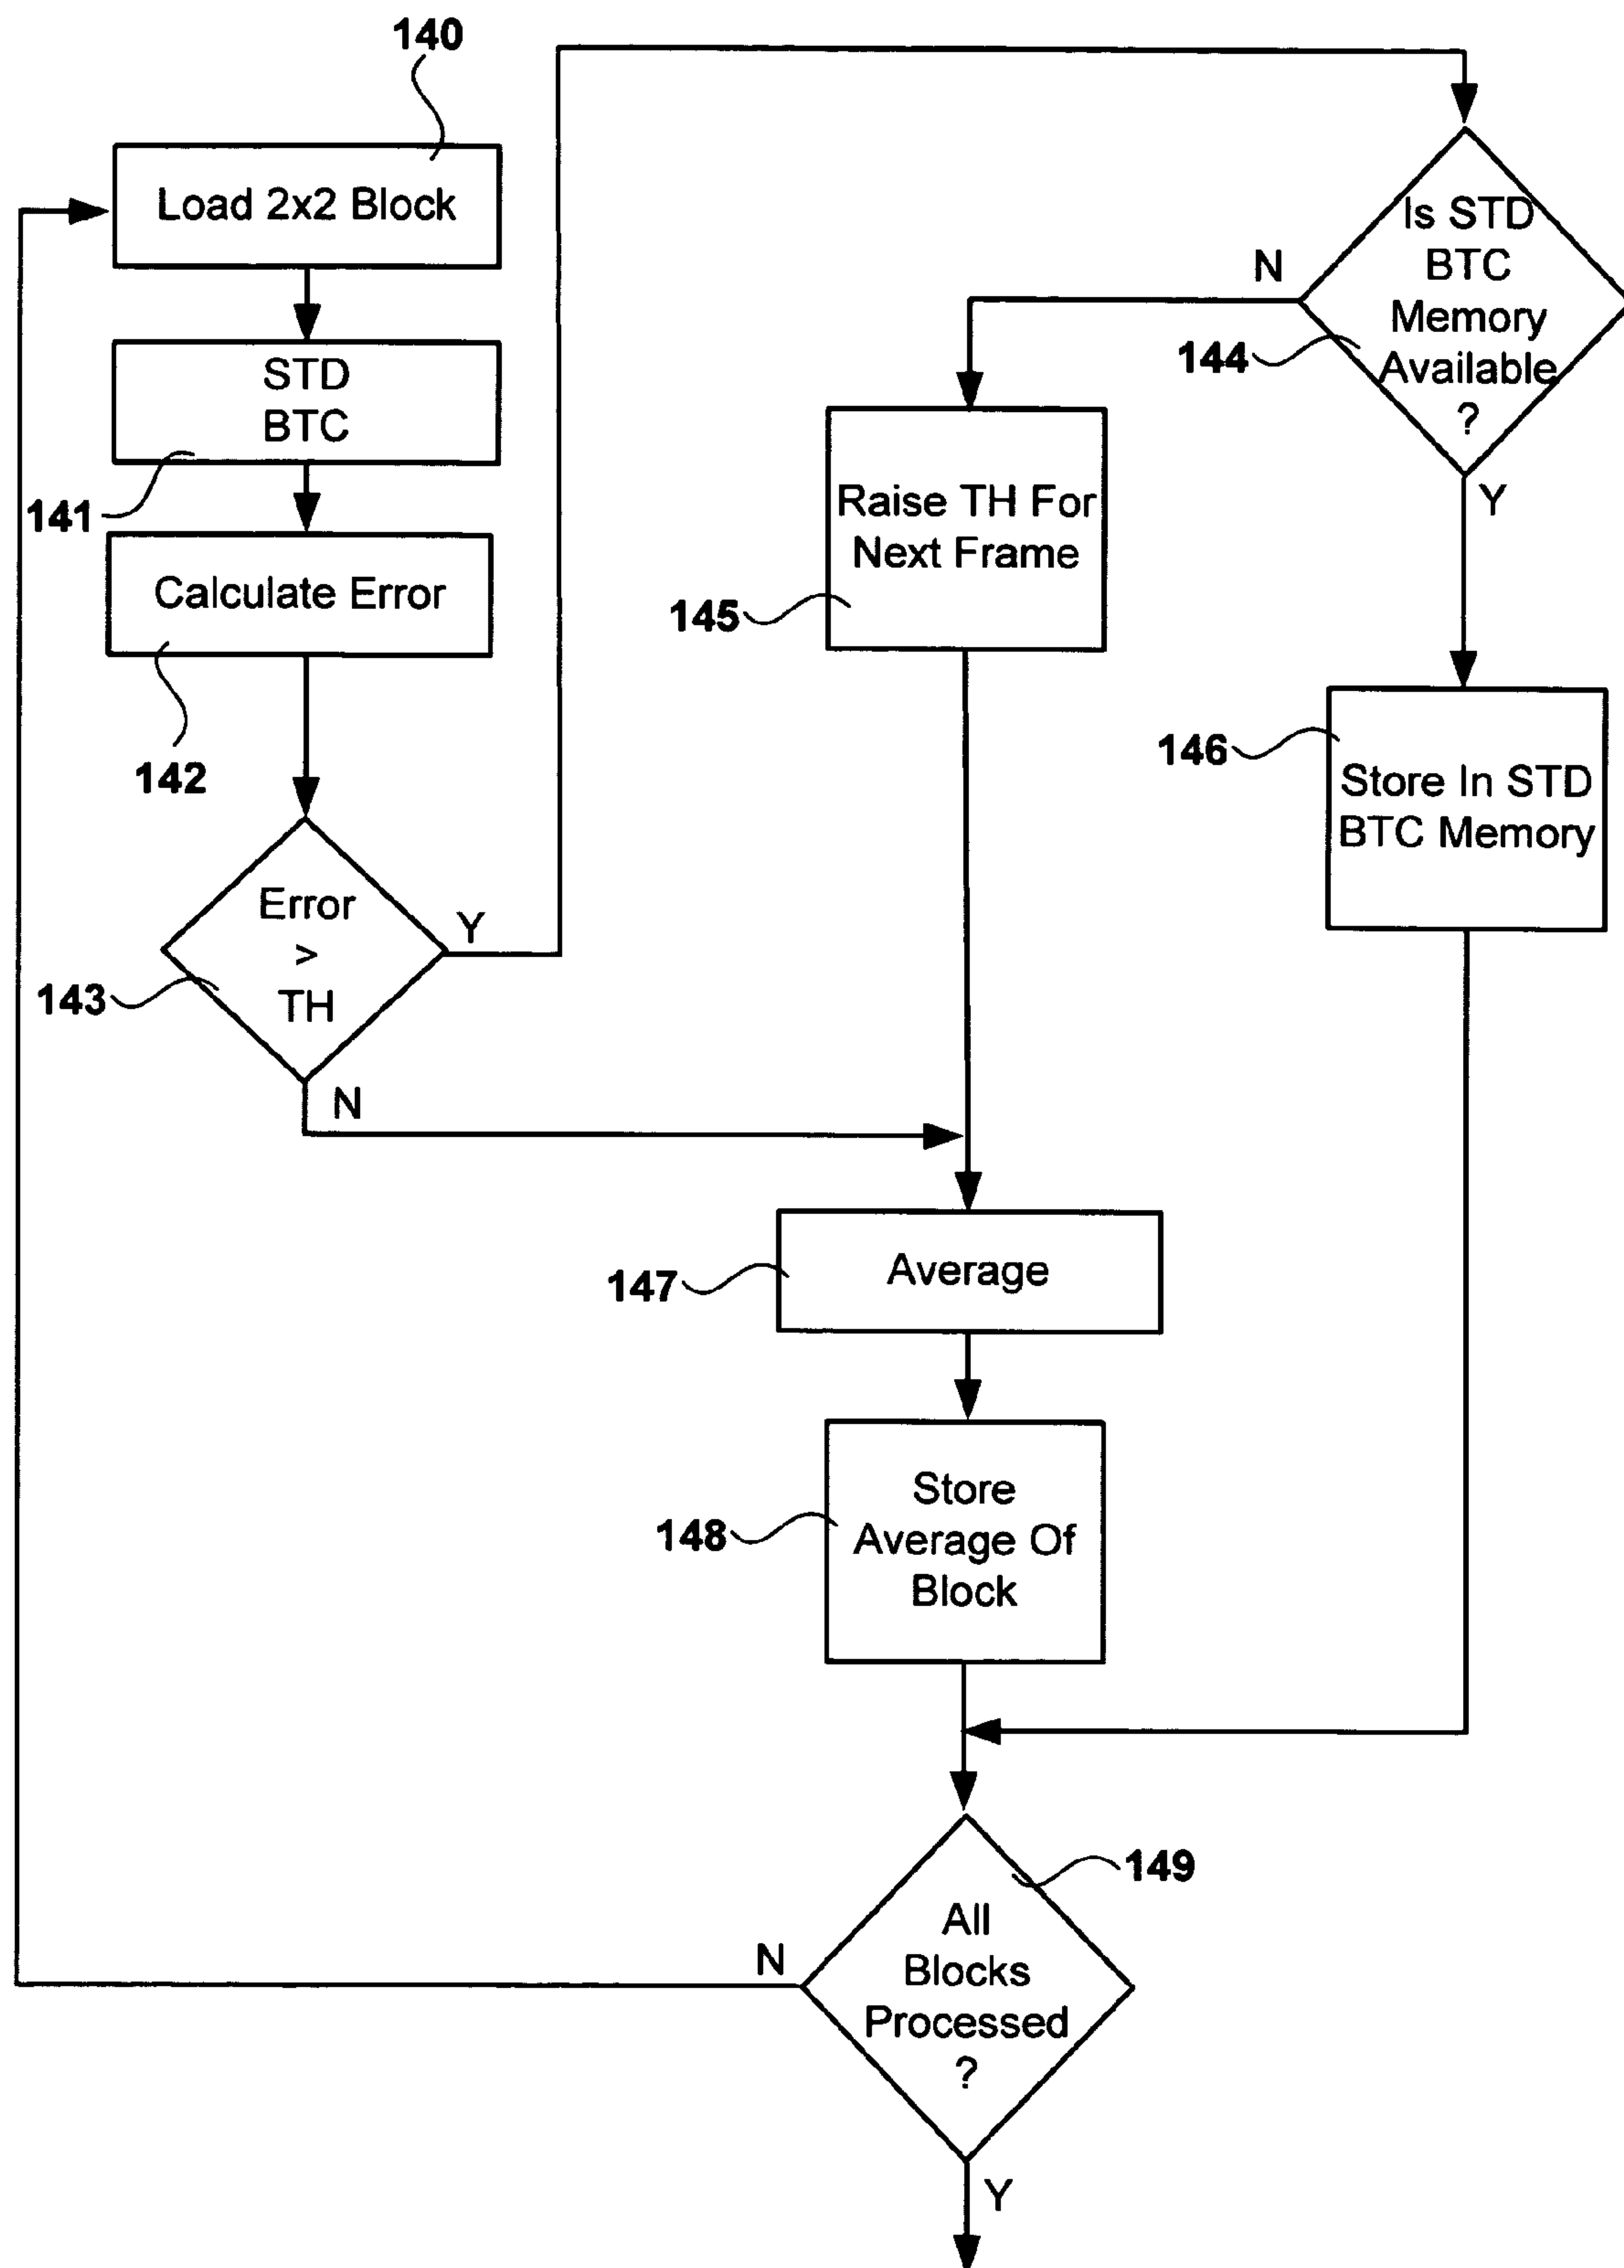 140
Load 2x2 Block
STD
BTC
141
Calculate Error
142
Error
>
TH
143
Y
N
Is STD
BTC
Memory
Available
?
144
N
Y
Raise TH For
Next Frame
145
146
Store In STD
BTC Memory
147
Average
148
Store
Average Of
Block
149
All
Blocks
Processed
?
N
Y